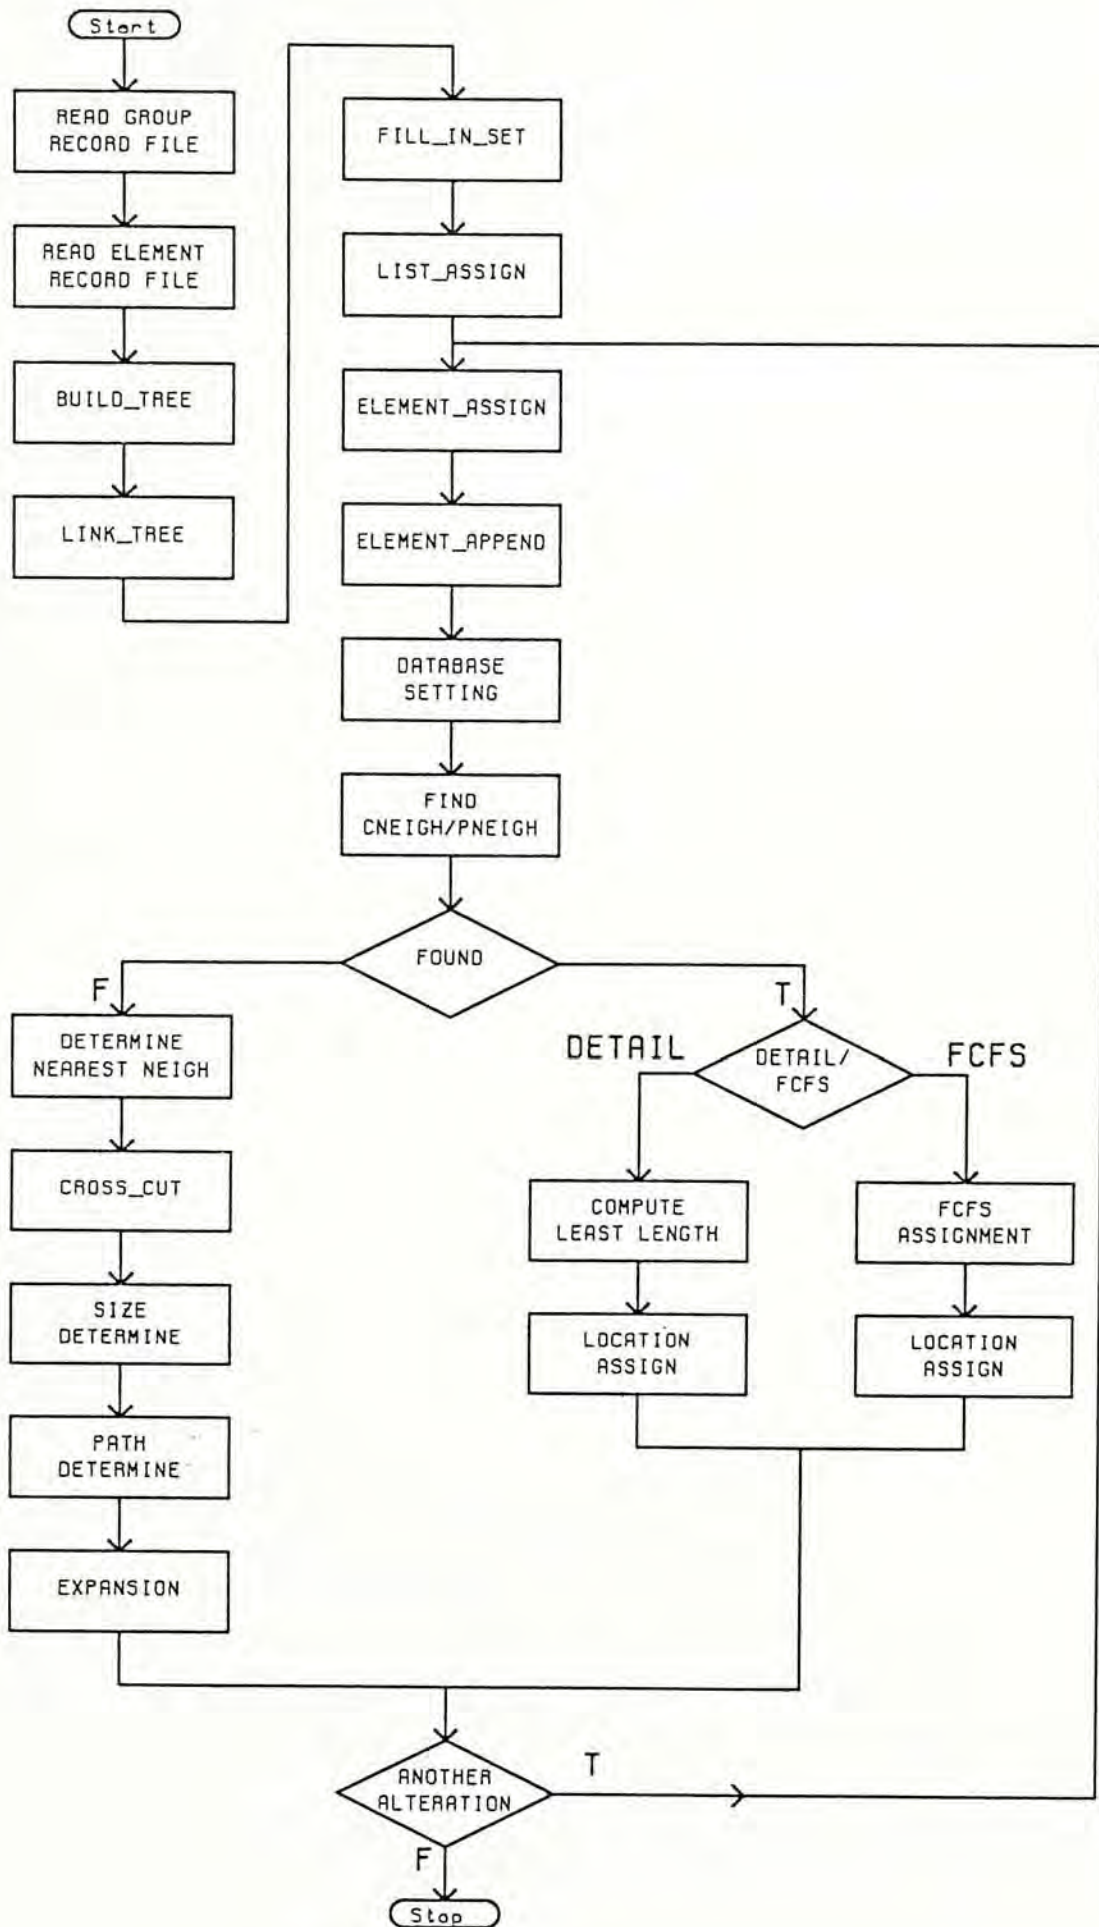 Start
READ GROUP
RECORD FILE
READ ELEMENT
RECORD FILE
BUILD_TREE
LINK_TREE
FILL_IN_SET
LIST_ASSIGN
ELEMENT_ASSIGN
ELEMENT_APPEND
DATABASE
SETTING
FIND
CNEIGH/PNEIGH
FOUND
F
T
DETERMINE
NEAREST NEIGH
CROSS_CUT
SIZE
DETERMINE
PATH
DETERMINE
EXPANSION
DETAIL
DETAIL/
FCFS
FCFS
COMPUTE
LEAST LENGTH
LOCATION
ASSIGN
FCFS
ASSIGNMENT
LOCATION
ASSIGN
ANOTHER
ALTERATION
T
F
Stop